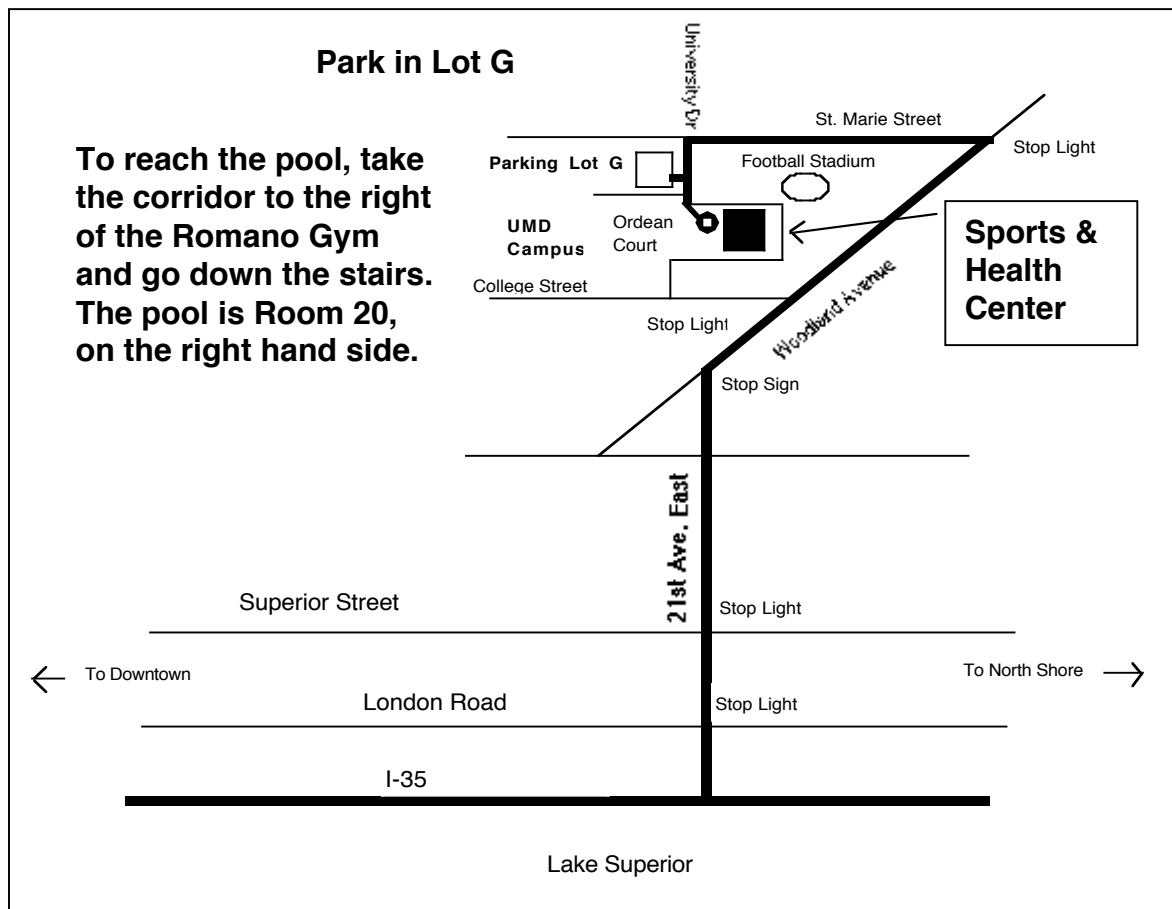 Park in Lot G
University Dr
St. Marie Street
Stop Light
To reach the pool, take
the corridor to the right
of the Romano Gym
and go down the stairs.
The pool is Room 20,
on the right hand side.
Parking Lot G
Football Stadium
UMD
Campus
Ordean
Court
Sports &
Health
Center
College Street
Stop Light
Woodland Avenue
Stop Sign
21st Ave. East
Superior Street
Stop Light
To Downtown
To North Shore
London Road
Stop Light
I-35
Lake Superior